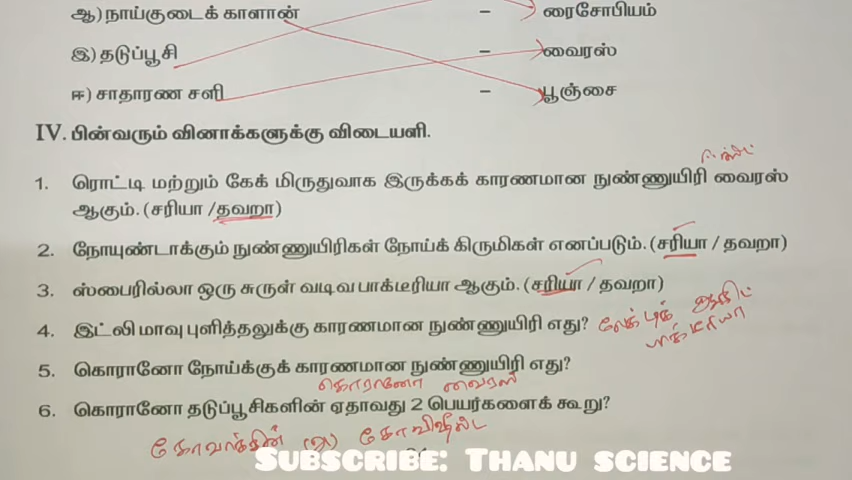 ஆ) நாய்குடைக் காளான் – ரைசோபியம்
இ) தடுப்பூசி – வைரஸ்
ஈ) சாதாரண சளி – பூஞ்சை
IV. பின்வரும் வினாக்களுக்கு விடையளி.
1. ரொட்டி மற்றும் கேக் மிருதுவாக இருக்கக் காரணமான நுண்ணுயிரி வைரஸ்
ஆகும். (சரியா / தவறா)
2. நோயுண்டாக்கும் நுண்ணுயிரிகள் நோய்க் கிருமிகள் எனப்படும். (சரியா / தவறா)
3. ஸ்பைரில்லா ஒரு சுருள் வடிவ பாக்டீரியா ஆகும். (சரியா / தவறா)
4. இட்லி மாவு புளித்தலுக்கு காரணமான நுண்ணுயிரி எது? லேக்டிக் ஆசிட்
பாக்டீரியா
5. கொரானோ நோய்க்குக் காரணமான நுண்ணுயிரி எது?
கொரானோ வைரஸ்
6. கொரானோ தடுப்பூசிகளின் ஏதாவது 2 பெயர்களைக் கூறு?
கோவாக்சின் கோவிஷீல்ட்
SUBSCRIBE: THANU SCIENCE